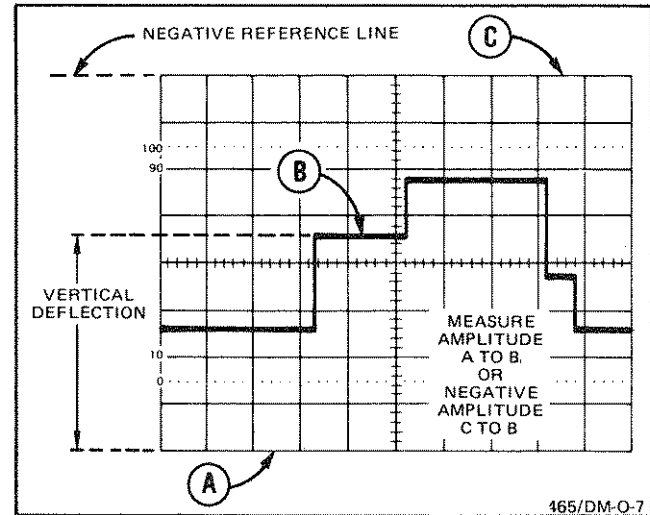 NEGATIVE REFERENCE LINE
C
100
90
B
VERTICAL
DEFLECTION
MEASURE
AMPLITUDE
A TO B,
OR
NEGATIVE
AMPLITUDE
C TO B
10
0
A
465/DM-O-7